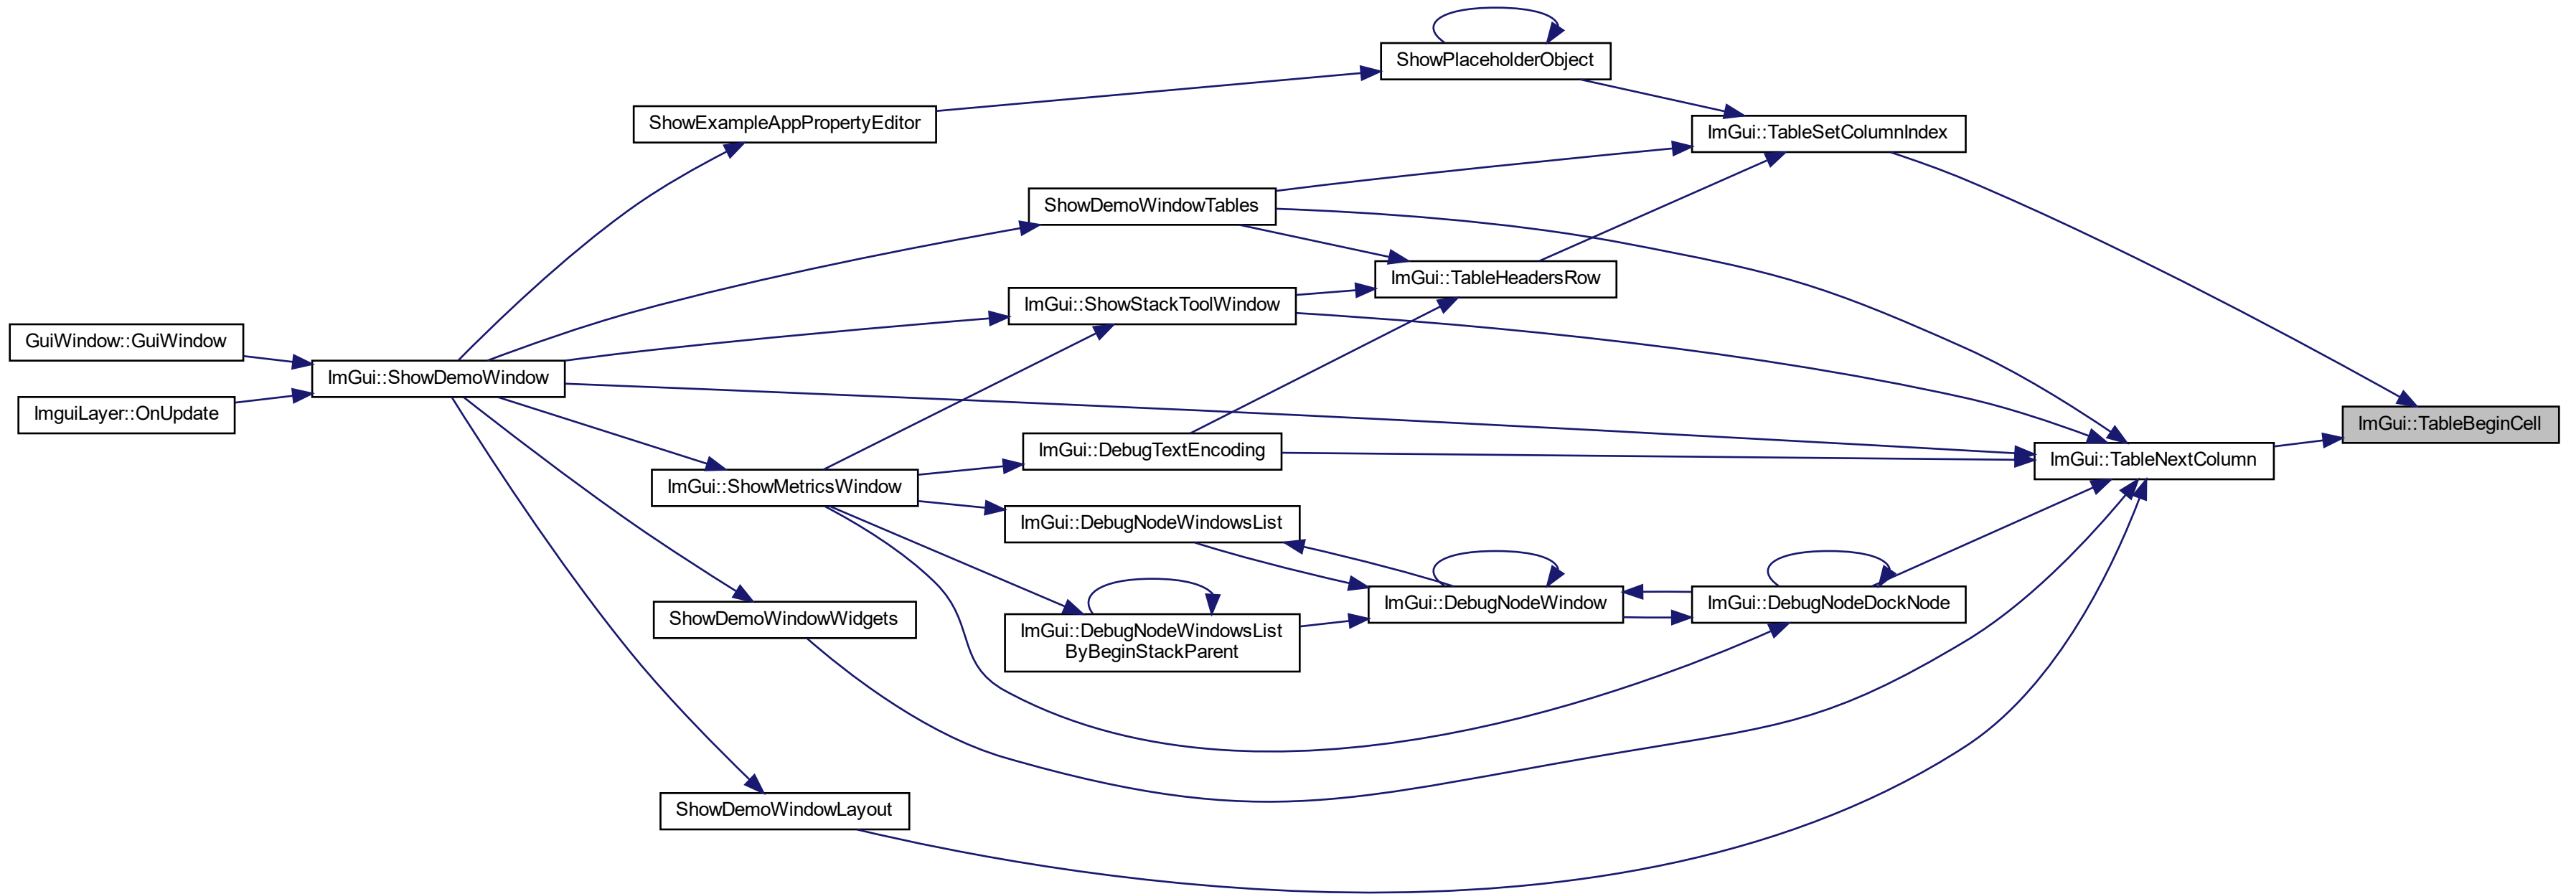 ShowPlaceholderObject
ShowExampleAppPropertyEditor
ImGui::TableSetColumnIndex
ShowDemoWindowTables
ImGui::TableHeadersRow
ImGui::ShowStackToolWindow
GuiWindow::GuiWindow
ImGui::ShowDemoWindow
ImguiLayer::OnUpdate
ImGui::TableBeginCell
ImGui::DebugTextEncoding
ImGui::TableNextColumn
ImGui::ShowMetricsWindow
ImGui::DebugNodeWindowsList
ImGui::DebugNodeWindow
ImGui::DebugNodeDockNode
ShowDemoWindowWidgets
ImGui::DebugNodeWindowsList
ByBeginStackParent
ShowDemoWindowLayout